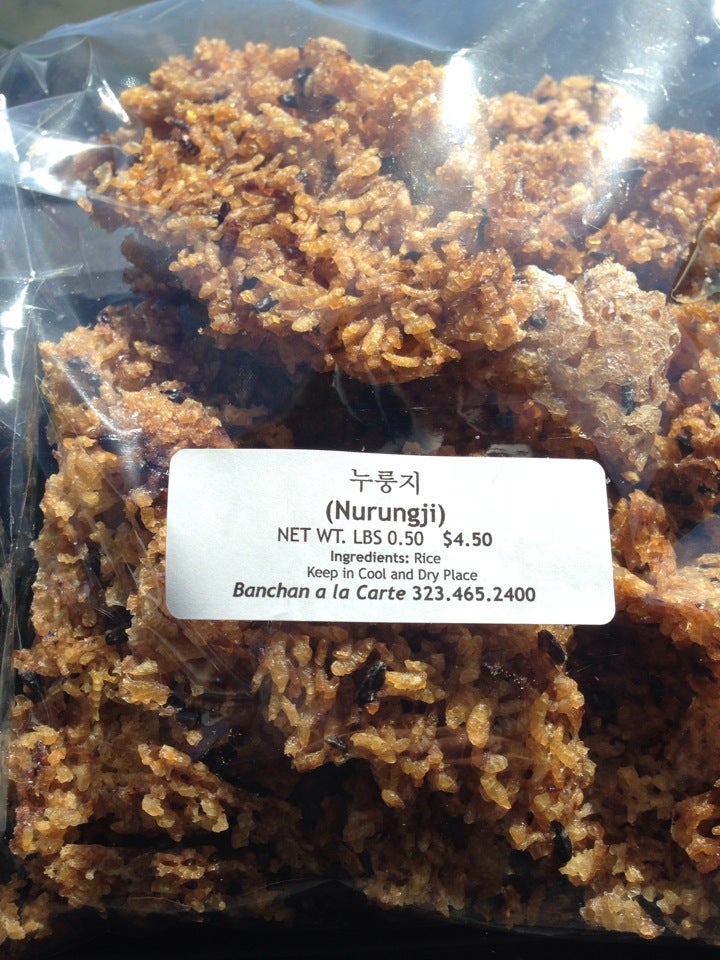 누룽지
(Nurungji)
NET WT. LBS 0.50 $4.50
Ingredients: Rice
Keep in Cool and Dry Place
Banchan a la Carte 323.465.2400